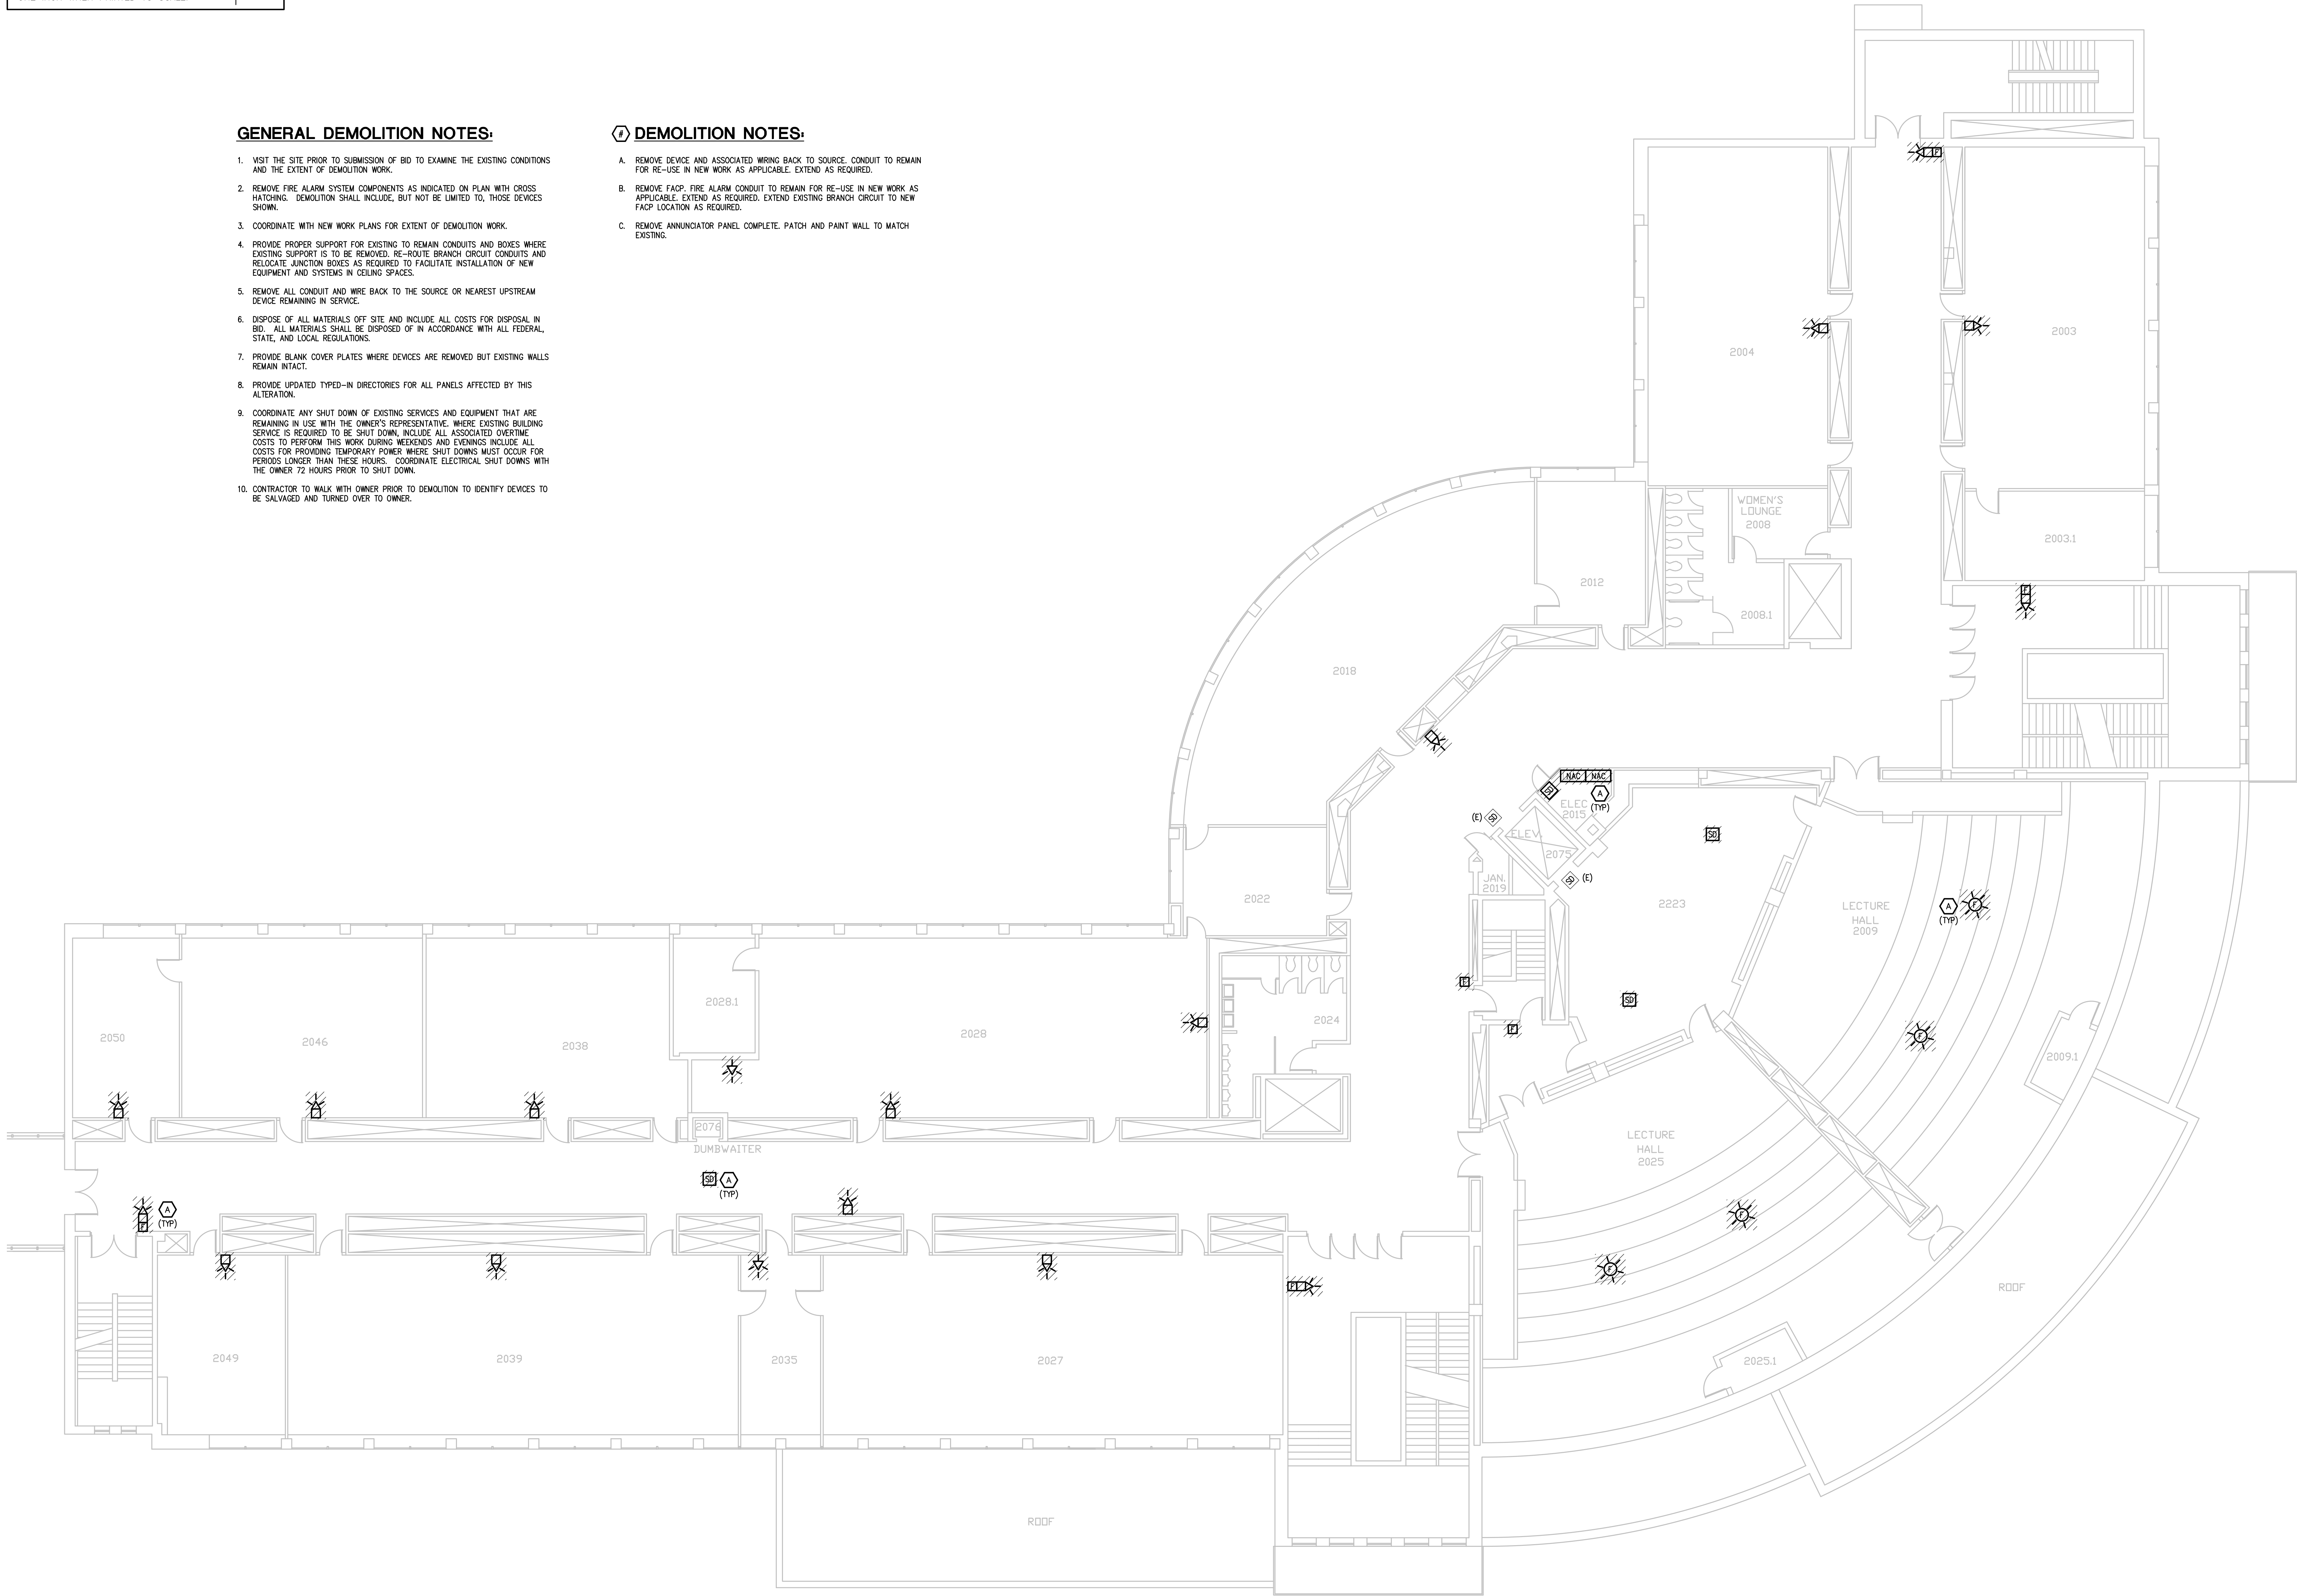 GENERAL DEMOLITION NOTES:
1. VISIT THE SITE PRIOR TO SUBMISSION OF BID TO EXAMINE THE EXISTING CONDITIONS
AND THE EXTENT OF DEMOLITION WORK.
2. REMOVE FIRE ALARM SYSTEM COMPONENTS AS INDICATED ON PLAN WITH CROSS
HATCHING. DEMOLITION SHALL INCLUDE, BUT NOT BE LIMITED TO, THOSE DEVICES
SHOWN.
3. COORDINATE WITH NEW WORK PLANS FOR EXTENT OF DEMOLITION WORK.
4. PROVIDE PROPER SUPPORT FOR EXISTING TO REMAIN CONDUITS AND BOXES WHERE
EXISTING SUPPORT IS TO BE REMOVED. RE-ROUTE BRANCH CIRCUIT CONDUITS AND
RELOCATE JUNCTION BOXES AS REQUIRED TO FACILITATE INSTALLATION OF NEW
EQUIPMENT AND SYSTEMS IN CEILING SPACES.
5. REMOVE ALL CONDUIT AND WIRE BACK TO THE SOURCE OR NEAREST UPSTREAM
DEVICE REMAINING IN SERVICE.
6. DISPOSE OF ALL MATERIALS OFF SITE AND INCLUDE ALL COSTS FOR DISPOSAL IN
BID. ALL MATERIALS SHALL BE DISPOSED OF IN ACCORDANCE WITH ALL FEDERAL,
STATE, AND LOCAL REGULATIONS.
7. PROVIDE BLANK COVER PLATES WHERE DEVICES ARE REMOVED BUT EXISTING WALLS
REMAIN INTACT.
8. PROVIDE UPDATED TYPED-IN DIRECTORIES FOR ALL PANELS AFFECTED BY THIS
ALTERATION.
9. COORDINATE ANY SHUT DOWN OF EXISTING SERVICES AND EQUIPMENT THAT ARE
REMAINING IN USE WITH THE OWNER'S REPRESENTATIVE. WHERE EXISTING BUILDING
SERVICE IS REQUIRED TO BE SHUT DOWN, INCLUDE ALL ASSOCIATED OVERTIME
COSTS TO PERFORM THIS WORK DURING WEEKENDS AND EVENINGS INCLUDE ALL
COSTS FOR PROVIDING TEMPORARY POWER WHERE SHUT DOWNS MUST OCCUR FOR
PERIODS LONGER THAN THESE HOURS. COORDINATE ELECTRICAL SHUT DOWNS WITH
THE OWNER 72 HOURS PRIOR TO SHUT DOWN.
10. CONTRACTOR TO WALK WITH OWNER PRIOR TO DEMOLITION TO IDENTIFY DEVICES TO
BE SALVAGED AND TURNED OVER TO OWNER.
# DEMOLITION NOTES:
A. REMOVE DEVICE AND ASSOCIATED WIRING BACK TO SOURCE. CONDUIT TO REMAIN
FOR RE-USE IN NEW WORK AS APPLICABLE. EXTEND AS REQUIRED.
B. REMOVE FACP. FIRE ALARM CONDUIT TO REMAIN FOR RE-USE IN NEW WORK AS
APPLICABLE. EXTEND AS REQUIRED. EXTEND EXISTING BRANCH CIRCUIT TO NEW
FACP LOCATION AS REQUIRED.
C. REMOVE ANNUNCIATOR PANEL COMPLETE. PATCH AND PAINT WALL TO MATCH
EXISTING.
F
2004
2003
WOMEN'S
LOUNGE
2008
2003.1
2012
2008.1
F
2018
NAC NAC
SD
A
(TYP)
ELEC
2015
(E) SD
ELEV.
2075
SD (E)
JAN.
2019
SD
2022
2223
LECTURE
HALL
2009
A
(TYP)
F
F
SD
F
F
2009.1
2050
2046
2038
2028.1
2028
2024
2076
DUMBWAITER
LECTURE
HALL
2025
SD
A
(TYP)
F
A
(TYP)
F
F
F
ROOF
2049
2039
2035
2027
2025.1
ROOF